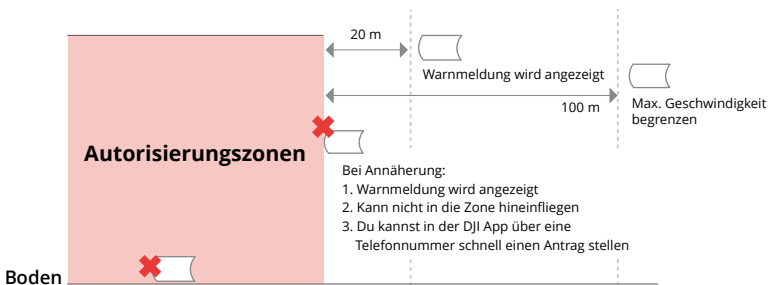 20 m
Warnmeldung wird angezeigt
100 m
Max. Geschwindigkeit
begrenzen
Autorisierungszonen
Bei Annäherung:
1. Warnmeldung wird angezeigt
2. Kann nicht in die Zone hineinfliegen
3. Du kannst in der DJI App über eine
Telefonnummer schnell einen Antrag stellen
Boden